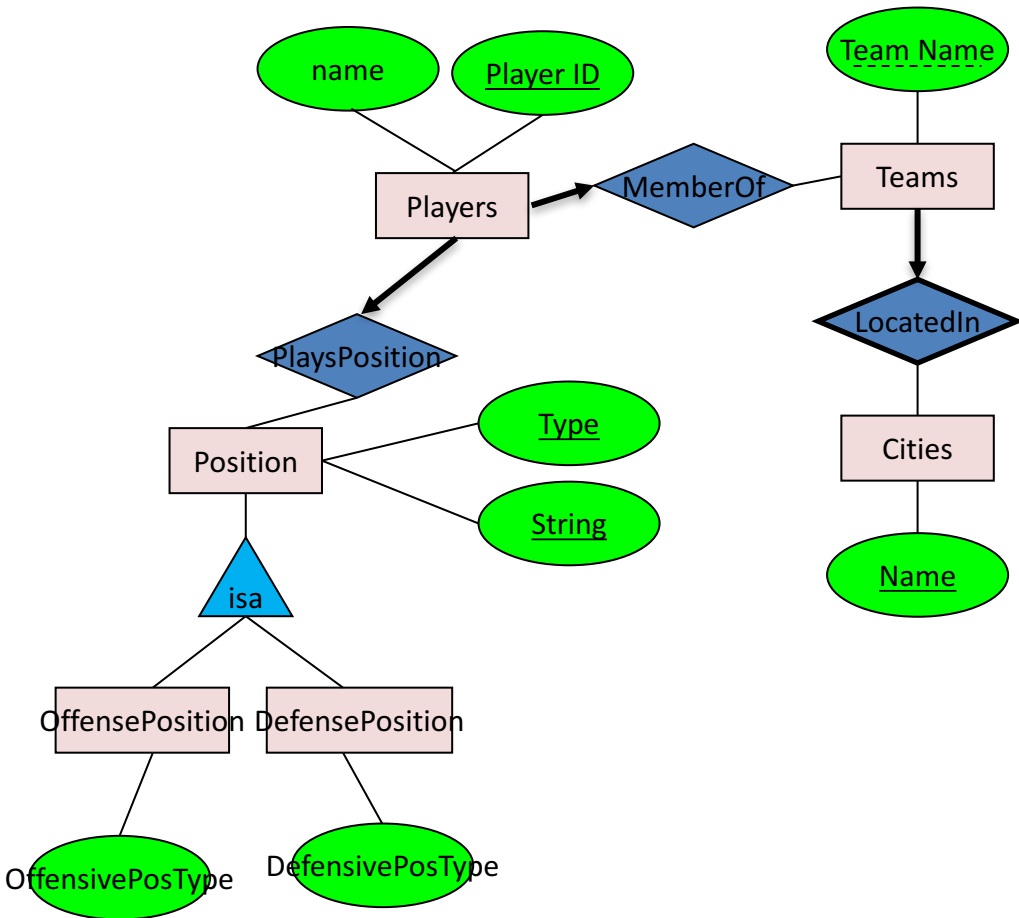 Team Name
name
Player ID
Teams
MemberOf
Players
LocatedIn
PlaysPosition
Type
Position
Cities
String
Name
isa
OffensePosition
DefensePosition
OffensivePosType
DefensivePosType